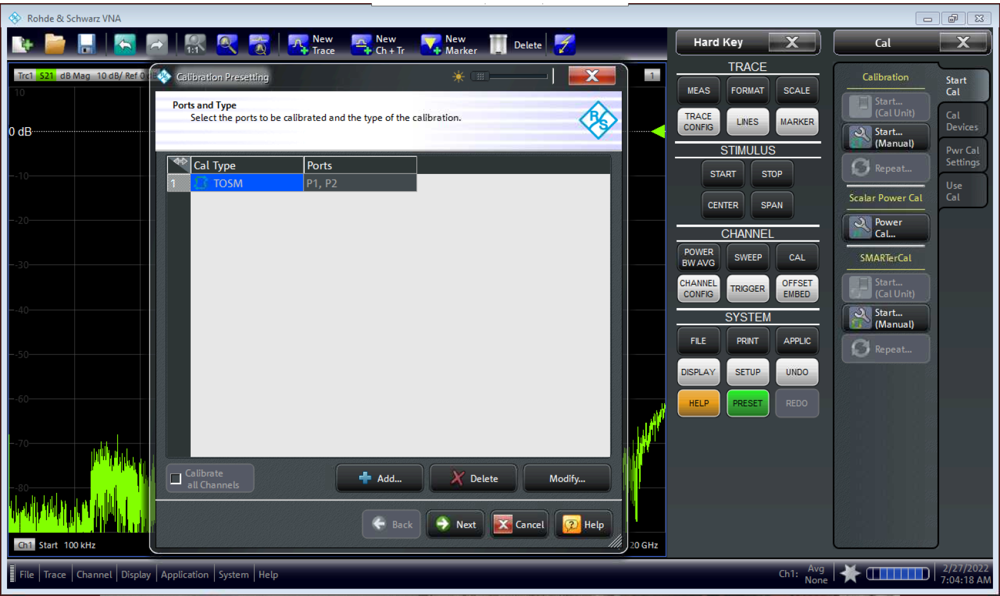 Rohde & Schwarz VNA
New Trace
New Ch + Tr
New Marker
Delete
1:1
Trc1 S21 dB Mag 10 dB/ Ref 0 dB
1
10
0 dB
-10
-20
-30
-40
-50
-60
-70
-80
Ch1 Start 100 kHz
20 GHz
Calibration Presetting
Ports and Type
Select the ports to be calibrated and the type of the calibration.
R&S
Cal Type Ports
1 TOSM P1, P2
Calibrate
all Channels
Add...
Delete
Modify...
Back
Next
Cancel
Help
Hard Key
X
TRACE
MEAS FORMAT SCALE
TRACE CONFIG LINES MARKER
STIMULUS
START STOP
CENTER SPAN
CHANNEL
POWER BW AVG SWEEP CAL
CHANNEL CONFIG TRIGGER OFFSET EMBED
SYSTEM
FILE PRINT APPLIC
DISPLAY SETUP UNDO
HELP PRESET REDO
Cal
X
Calibration
Start...
(Cal Unit)
Start...
(Manual)
Repeat...
Scalar Power Cal
Power
Cal...
SMARTerCal
Start...
(Cal Unit)
Start...
(Manual)
Repeat...
Start
Cal
Cal
Devices
Pwr Cal
Settings
Use
Cal
File Trace Channel Display Application System Help
Ch1: Avg None
2/27/2022
7:04:18 AM